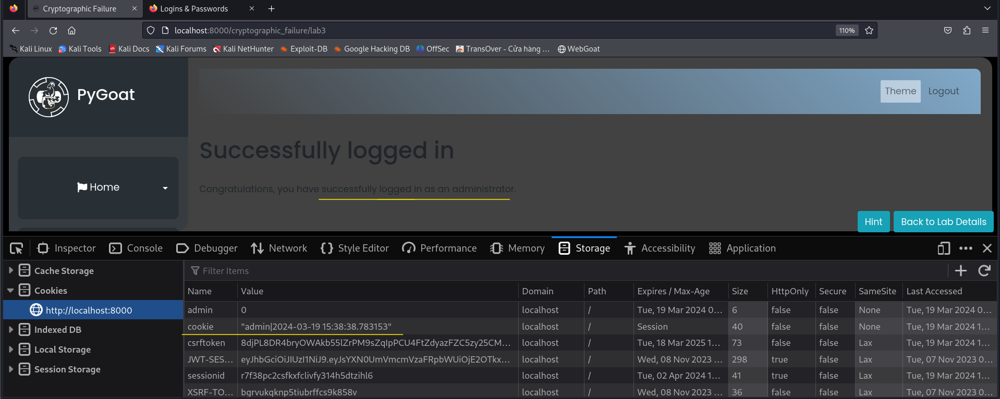 Cryptographic Failure
Logins & Passwords
localhost:8000/cryptographic_failure/lab3
110%
Kali Linux Kali Tools Kali Docs Kali Forums Kali NetHunter Exploit-DB Google Hacking DB OffSec TransOver - Cửa hàng … WebGoat
PyGoat
Theme Logout
Home
Successfully logged in
Congratulations, you have successfully logged in as an administrator.
Hint Back to Lab Details
Inspector Console Debugger Network Style Editor Performance Memory Storage Accessibility Application
Cache Storage
Cookies
http://localhost:8000
Indexed DB
Local Storage
Session Storage
Filter Items
Name Value Domain Path Expires / Max-Age Size HttpOnly Secure SameSite Last Accessed
admin 0 localhost / Tue, 19 Mar 2024 0… 6 false false None Tue, 19 Mar 2024 0…
cookie "admin|2024-03-19 15:38:38.783153" localhost / Session 40 false false None Tue, 19 Mar 2024 1…
csrftoken 8djPL8DR4bryOWAkb55lZrPM9sZqIpPCU4FtZdyazFZC5zy25CM… localhost / Tue, 18 Mar 2025 1… 73 false false Lax Tue, 19 Mar 2024 1…
JWT-SES… eyJhbGciOiJIUzI1NiJ9.eyJsYXN0UmVmcmVzaFRpbWUiOjE2OTkx… localhost / Wed, 08 Nov 2023 … 298 true false Lax Tue, 07 Nov 2023 0…
sessionid r7f38pc2csfkxfclivfy314h5dtzihl6 localhost / Tue, 02 Apr 2024 1… 41 true false Lax Tue, 19 Mar 2024 1…
XSRF-TO… bgrvukqknp5tiubrffcs9k858v localhost / Wed, 08 Nov 2023 … 36 false false Lax Tue, 07 Nov 2023 0…